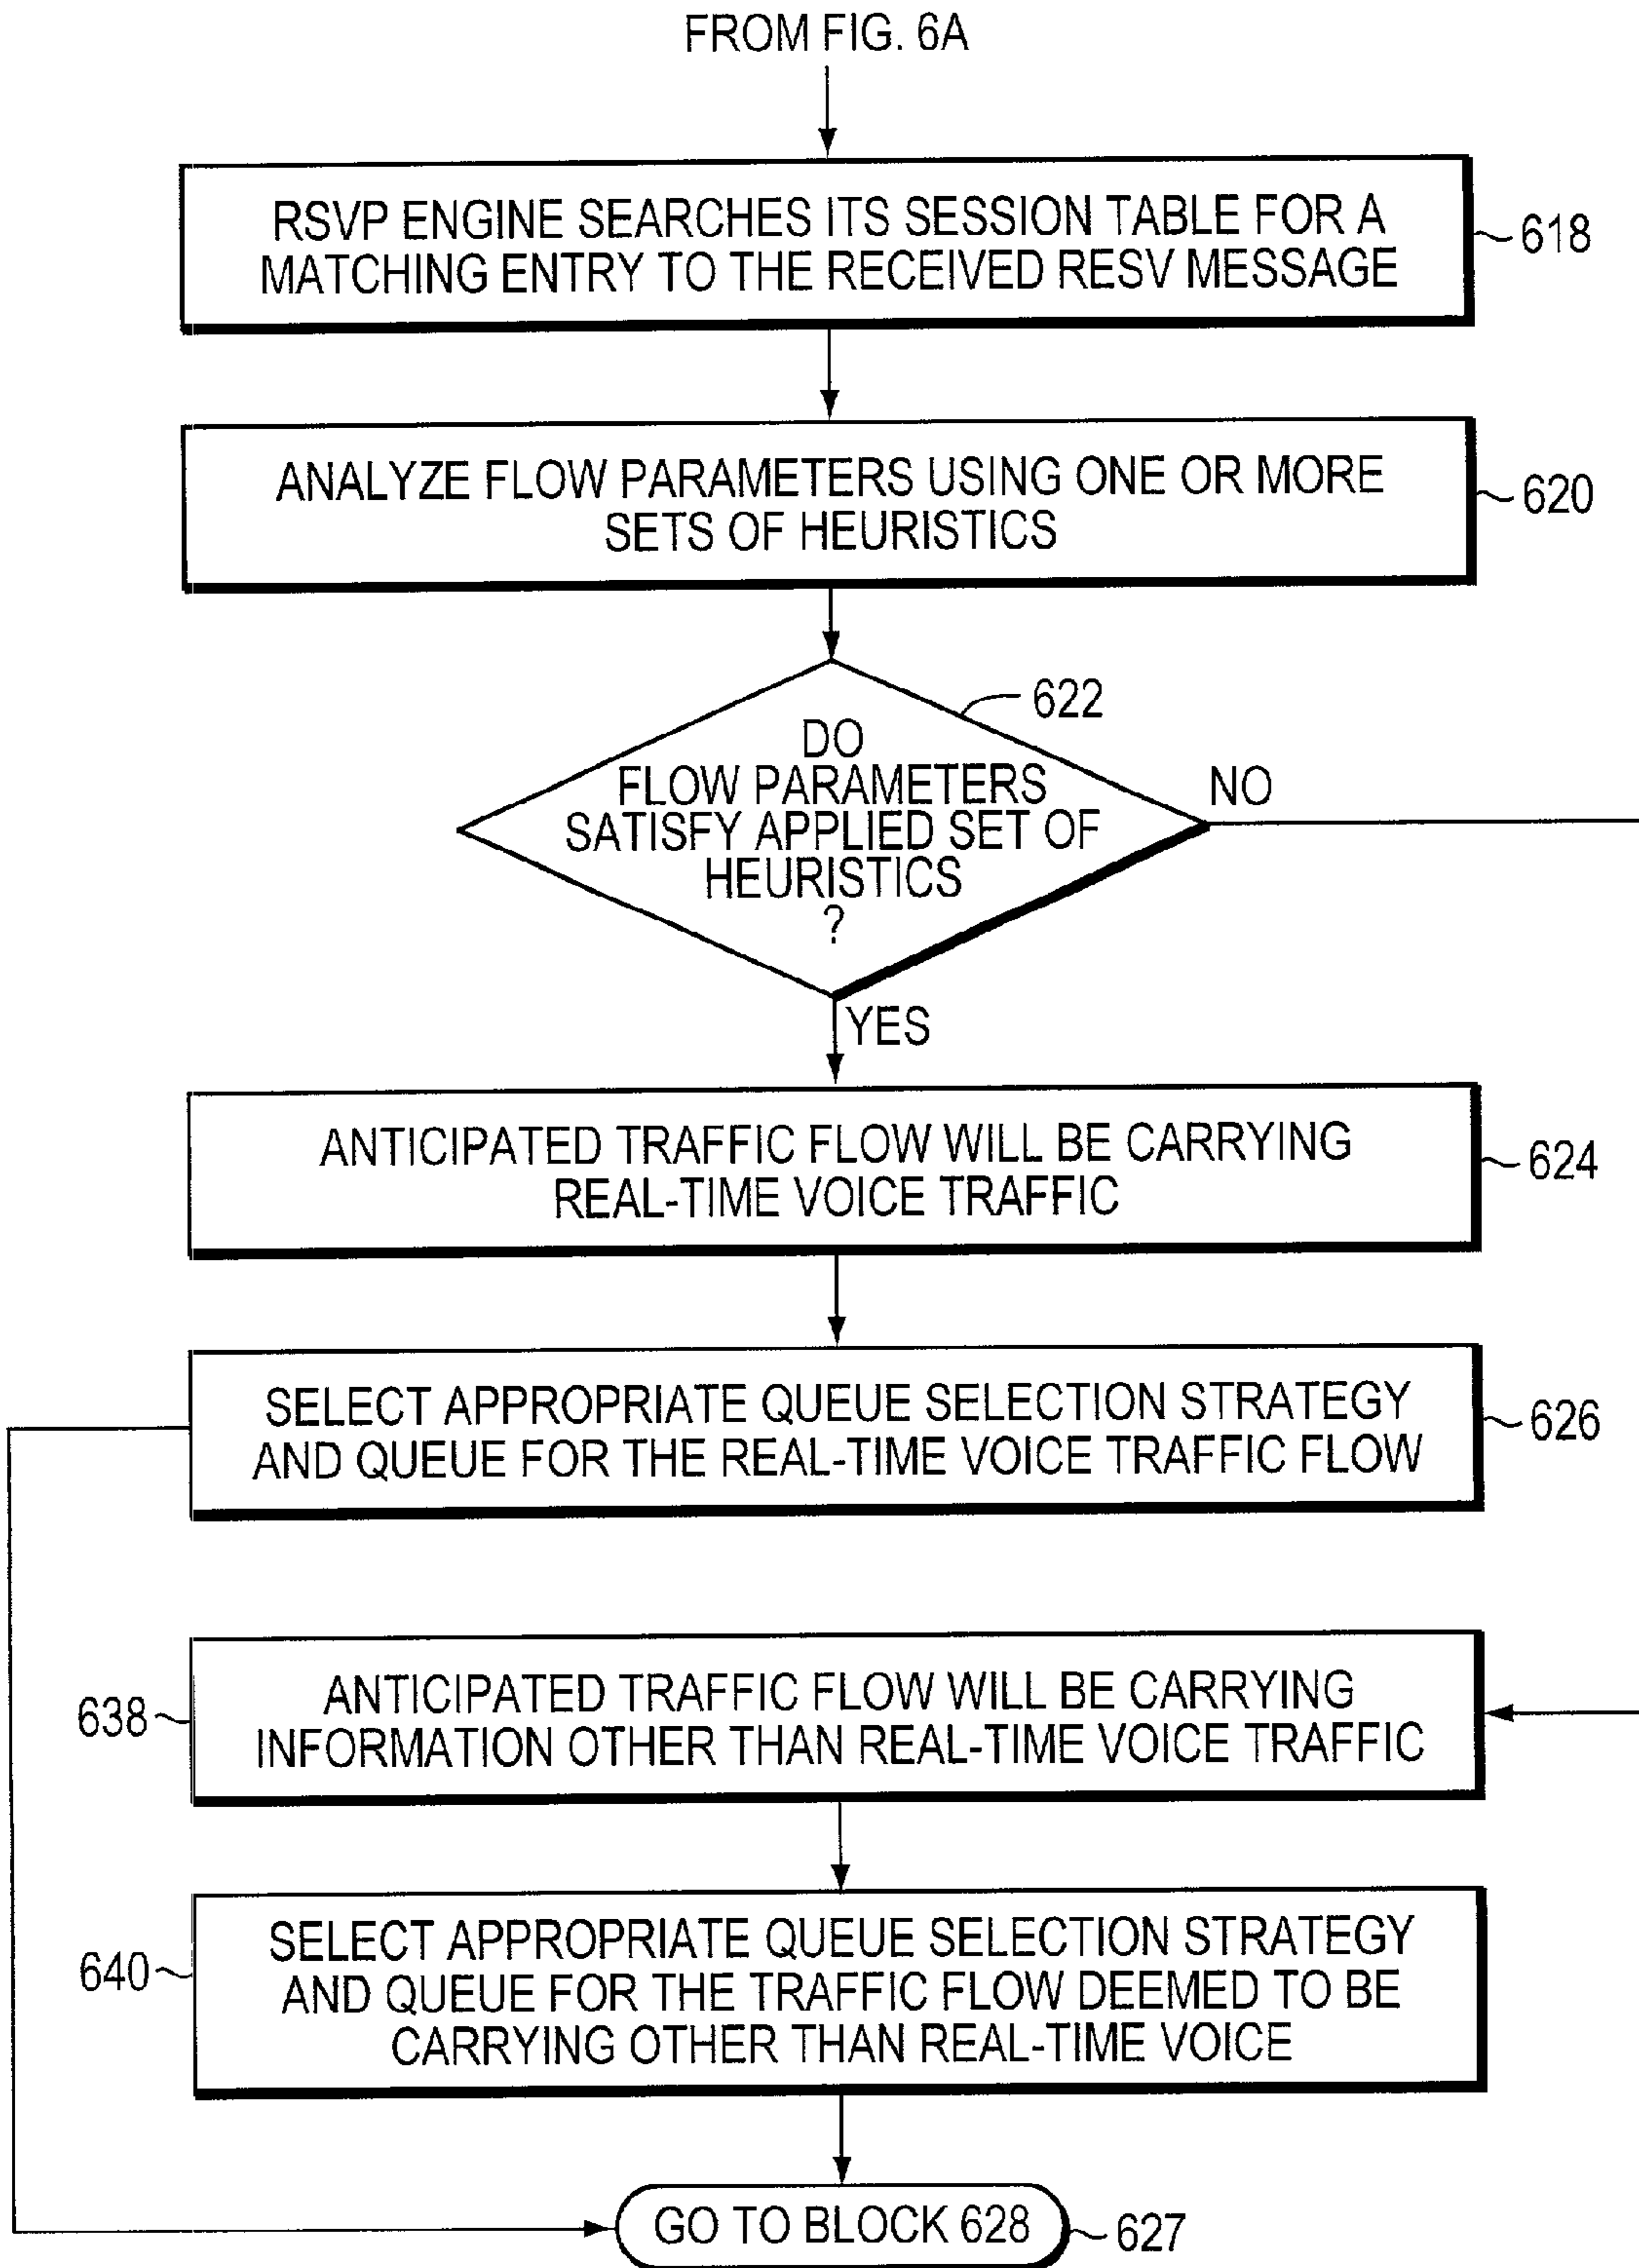 FROM FIG. 6A
RSVP ENGINE SEARCHES ITS SESSION TABLE FOR A
MATCHING ENTRY TO THE RECEIVED RESV MESSAGE
618
ANALYZE FLOW PARAMETERS USING ONE OR MORE
SETS OF HEURISTICS
620
622
DO
FLOW PARAMETERS
SATISFY APPLIED SET OF
HEURISTICS
?
NO
YES
ANTICIPATED TRAFFIC FLOW WILL BE CARRYING
REAL-TIME VOICE TRAFFIC
624
SELECT APPROPRIATE QUEUE SELECTION STRATEGY
AND QUEUE FOR THE REAL-TIME VOICE TRAFFIC FLOW
626
638
ANTICIPATED TRAFFIC FLOW WILL BE CARRYING
INFORMATION OTHER THAN REAL-TIME VOICE TRAFFIC
640
SELECT APPROPRIATE QUEUE SELECTION STRATEGY
AND QUEUE FOR THE TRAFFIC FLOW DEEMED TO BE
CARRYING OTHER THAN REAL-TIME VOICE
GO TO BLOCK 628
627